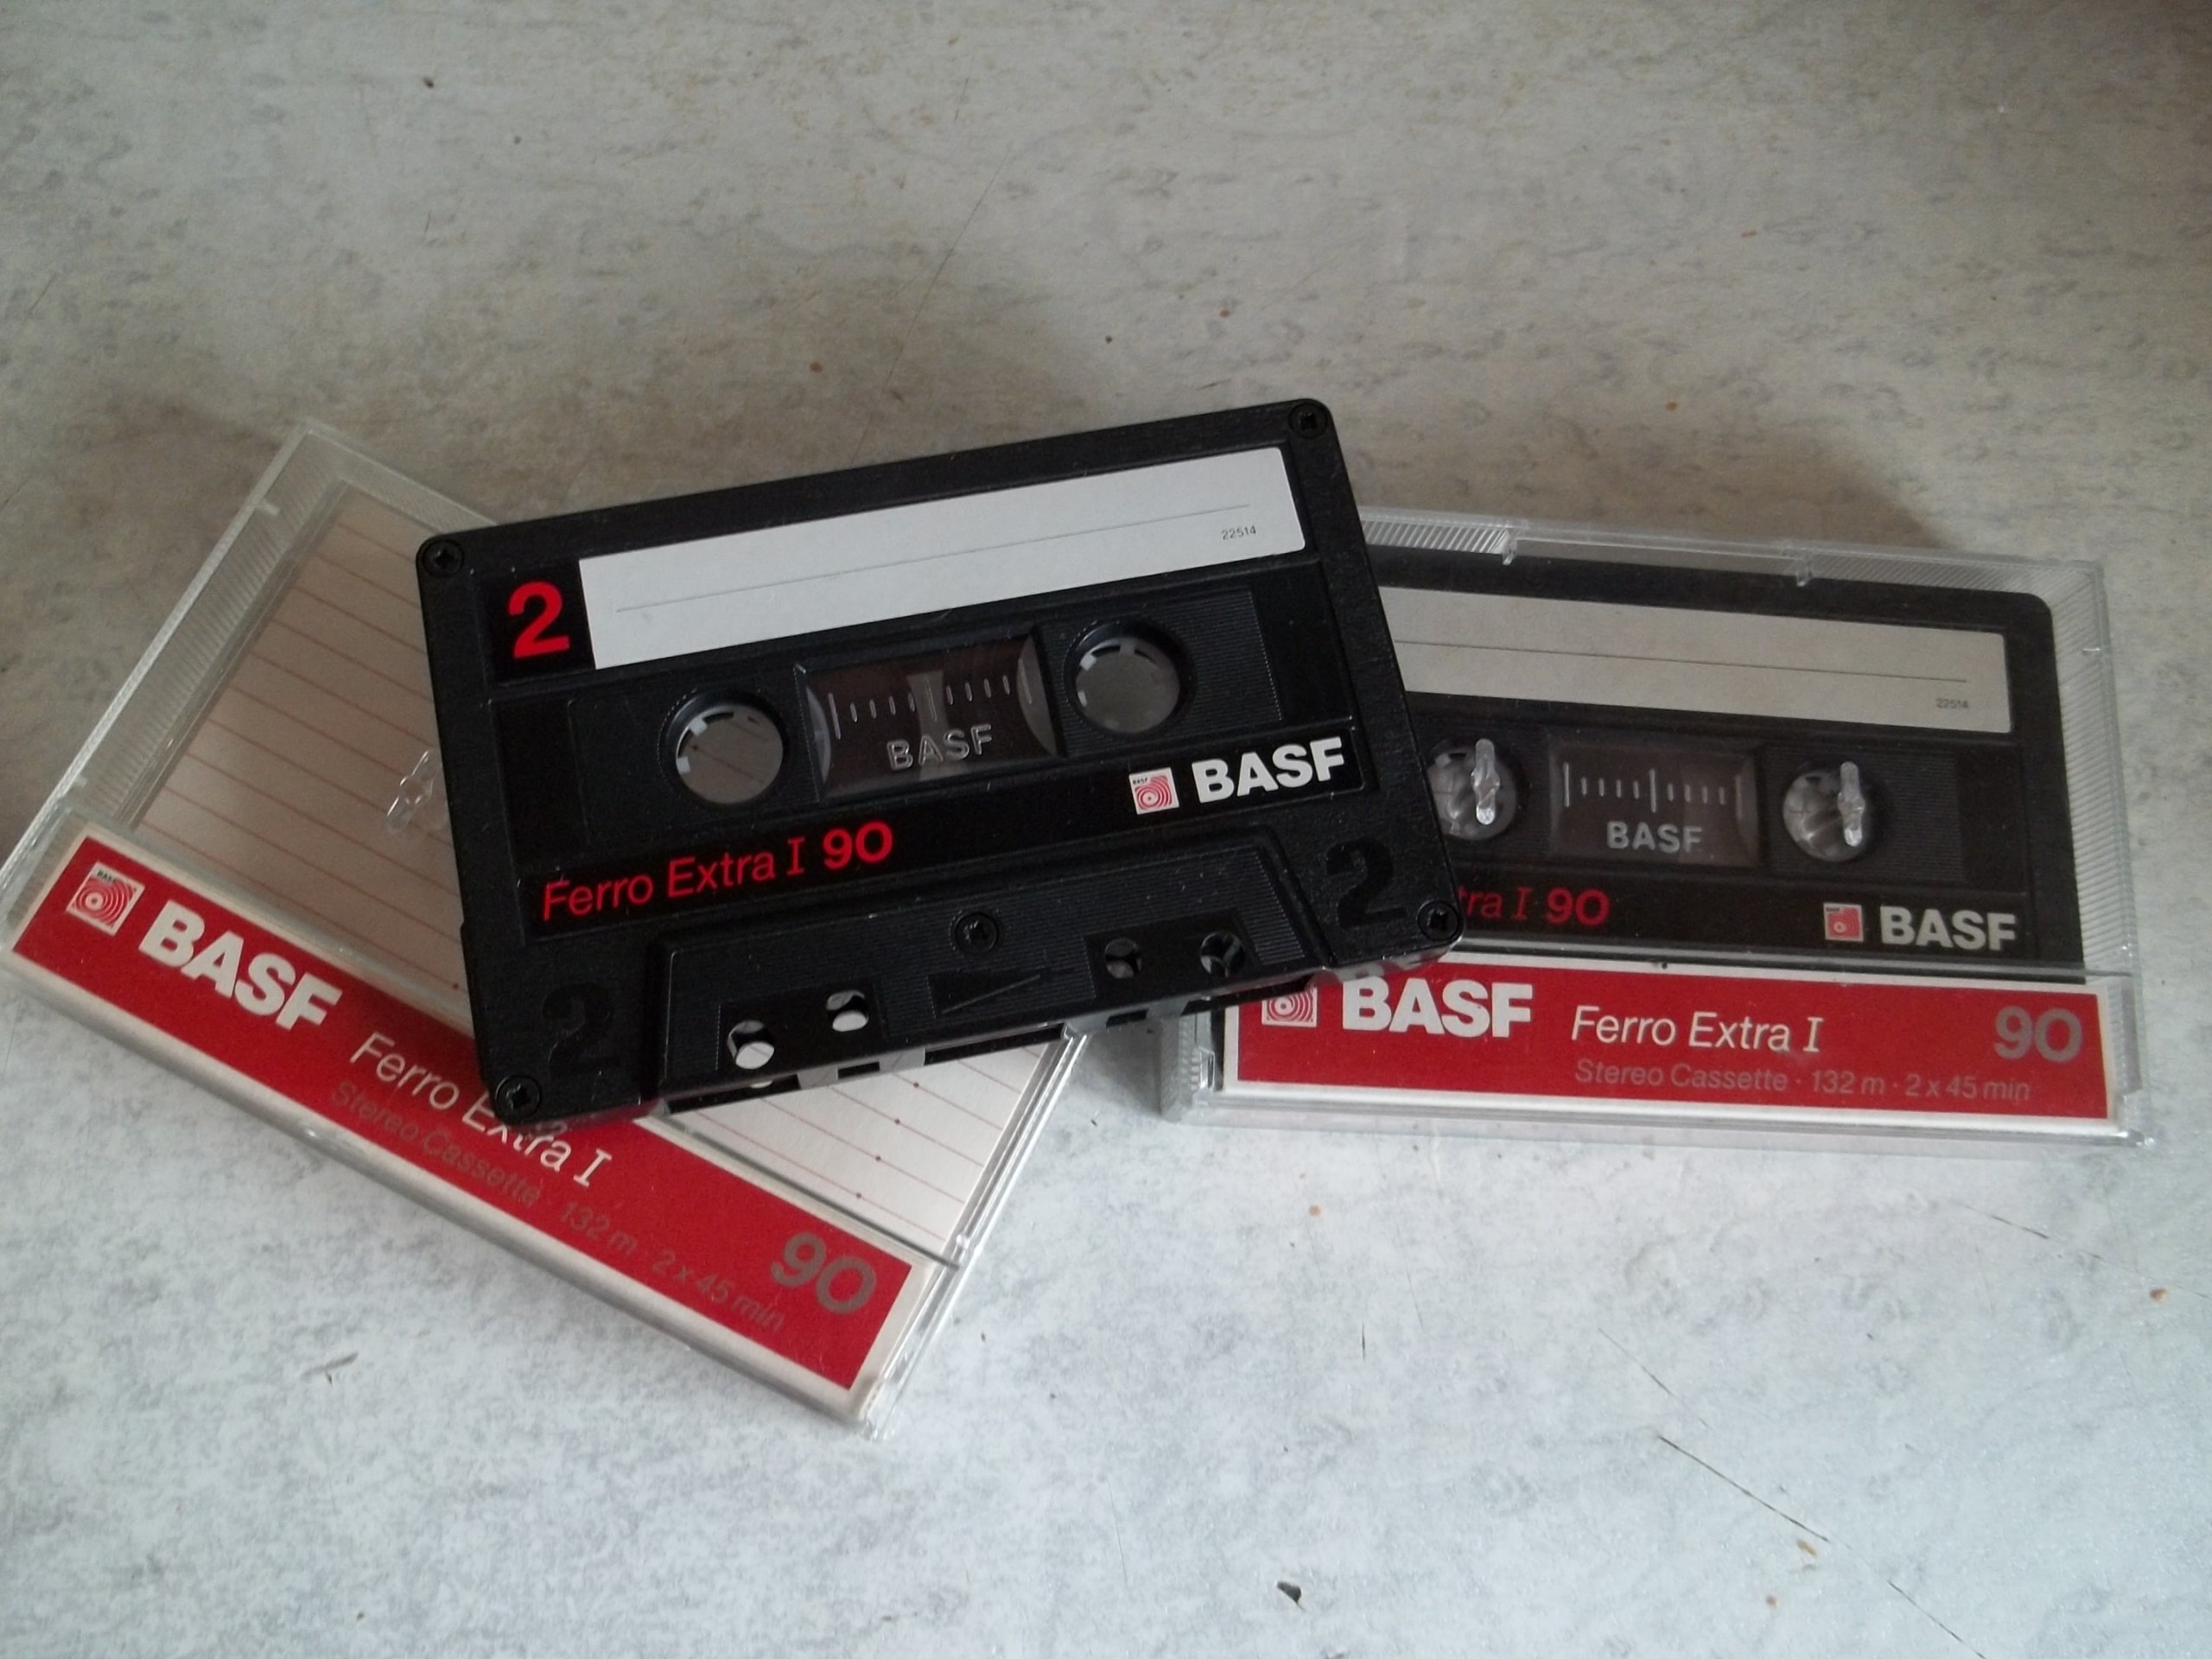 22514
2
BASF
BASF
Ferro Extra I 90
2
2
22514
BASF
tra I 90
BASF
BASF
BASF
Ferro Extra I
90
Stereo Cassette · 132 m · 2 x 45 min
BASF
BASF
Ferro Extra I
90
Stereo Cassette · 132 m · 2 x 45 min